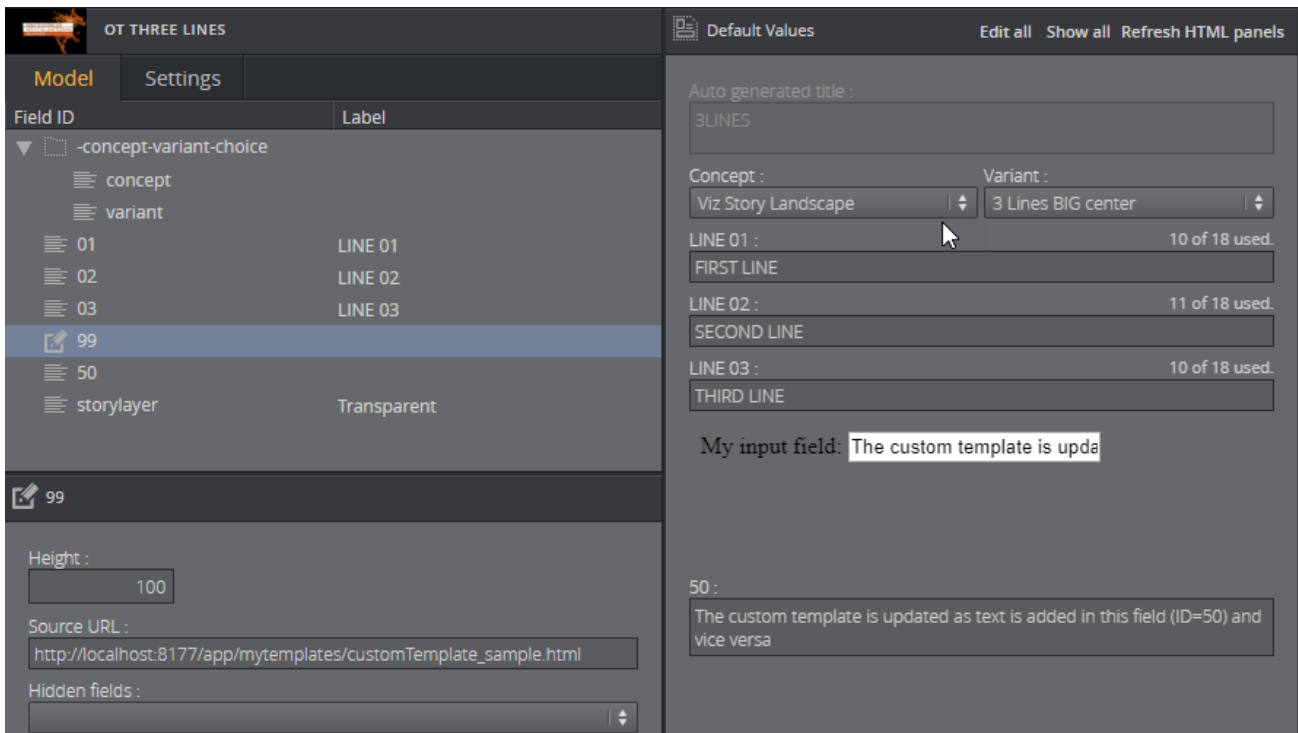 OT THREE LINES
Model Settings
Field ID Label
-concept-variant-choice
concept
variant
01 LINE 01
02 LINE 02
03 LINE 03
99
50
storylayer Transparent
99
Height :
100
Source URL :
http://localhost:8177/app/mytemplates/customTemplate_sample.html
Hidden fields :
Default Values Edit all Show all Refresh HTML panels
Auto generated title :
3LINES
Concept : Variant :
Viz Story Landscape 3 Lines BIG center
LINE 01 : 10 of 18 used.
FIRST LINE
LINE 02 : 11 of 18 used.
SECOND LINE
LINE 03 : 10 of 18 used.
THIRD LINE
My input field: The custom template is upda
50 :
The custom template is updated as text is added in this field (ID=50) and
vice versa